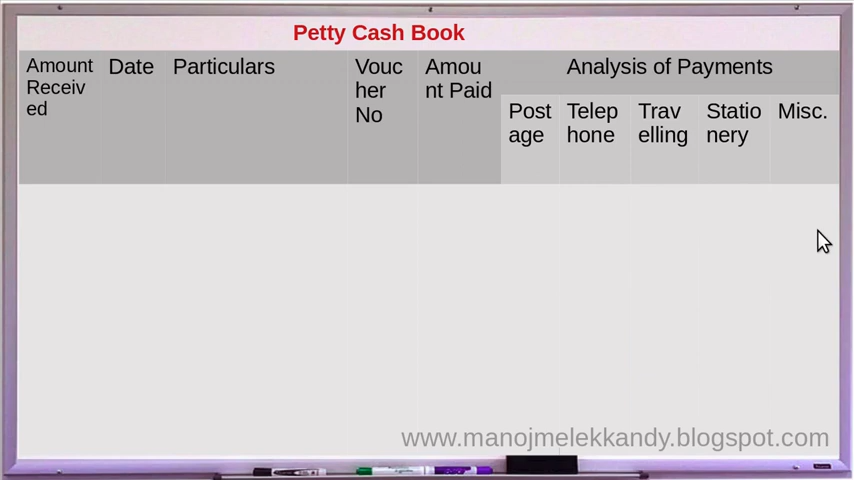 Petty Cash Book
Amount
Receiv
ed
Date
Particulars
Vouc
her
No
Amou
nt Paid
Analysis of Payments
Post
age
Telep
hone
Trav
elling
Statio
nery
Misc.
www.manojmelekkandy.blogspot.com